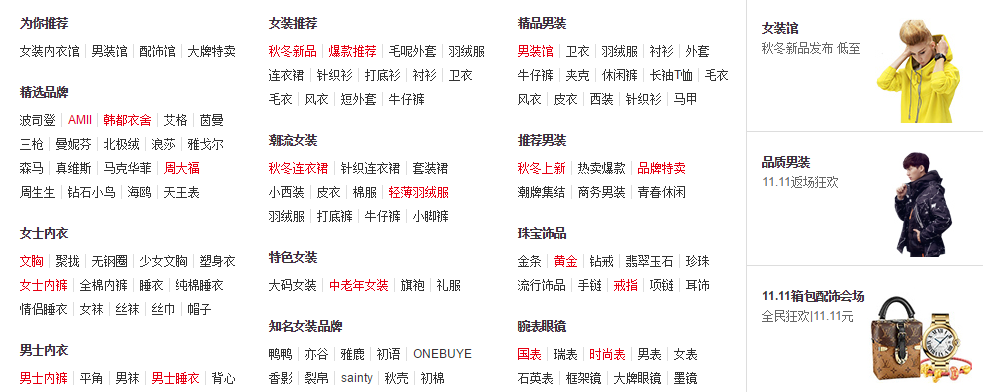 为你推荐
女装内衣馆 | 男装馆 | 配饰馆 | 大牌特卖
精选品牌
波司登 | AMII | 韩都衣舍 | 艾格 | 茵曼
三枪 | 曼妮芬 | 北极绒 | 浪莎 | 雅戈尔
森马 | 真维斯 | 马克华菲 | 周大福
周生生 | 钻石小鸟 | 海鸥 | 天王表
女士内衣
文胸 | 聚拢 | 无钢圈 | 少女文胸 | 塑身衣
女士内裤 | 全棉内裤 | 睡衣 | 纯棉睡衣
情侣睡衣 | 女袜 | 丝袜 | 丝巾 | 帽子
男士内衣
男士内裤 | 平角 | 男袜 | 男士睡衣 | 背心
女装推荐
秋冬新品 | 爆款推荐 | 毛呢外套 | 羽绒服
连衣裙 | 针织衫 | 打底衫 | 衬衫 | 卫衣
毛衣 | 风衣 | 短外套 | 牛仔裤
潮流女装
秋冬连衣裙 | 针织连衣裙 | 套装裙
小西装 | 皮衣 | 棉服 | 轻薄羽绒服
羽绒服 | 打底裤 | 牛仔裤 | 小脚裤
特色女装
大码女装 | 中老年女装 | 旗袍 | 礼服
知名女装品牌
鸭鸭 | 亦谷 | 雅鹿 | 初语 | ONEBUYE
香影 | 裂帛 | sainty | 秋壳 | 初棉
精品男装
男装馆 | 卫衣 | 羽绒服 | 衬衫 | 外套
牛仔裤 | 夹克 | 休闲裤 | 长袖T恤 | 毛衣
风衣 | 皮衣 | 西装 | 针织衫 | 马甲
推荐男装
秋冬上新 | 热卖爆款 | 品牌特卖
潮牌集结 | 商务男装 | 青春休闲
珠宝饰品
金条 | 黄金 | 钻戒 | 翡翠玉石 | 珍珠
流行饰品 | 手链 | 戒指 | 项链 | 耳饰
腕表眼镜
国表 | 瑞表 | 时尚表 | 男表 | 女表
石英表 | 框架镜 | 大牌眼镜 | 墨镜
女装馆
秋冬新品发布 低至
品质男装
11.11返场狂欢
11.11箱包配饰会场
全民狂欢|11.11元